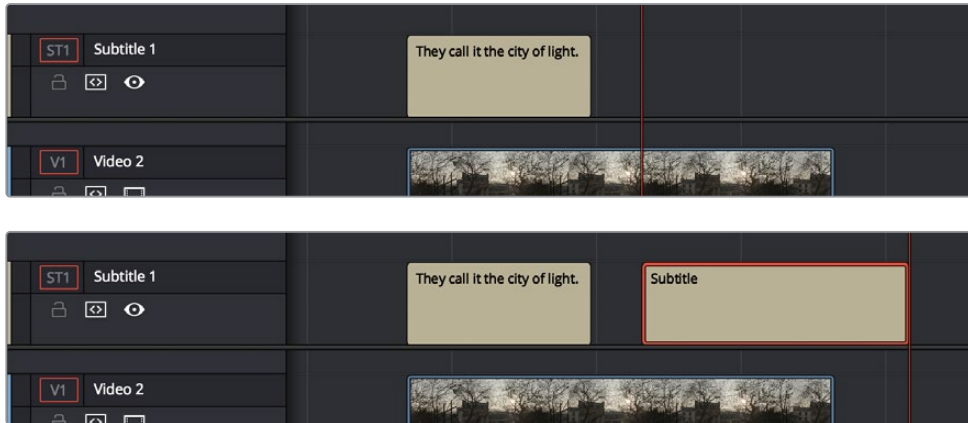 ST1 Subtitle 1 They call it the city of light.
V1 Video 2
ST1 Subtitle 1 They call it the city of light. Subtitle
V1 Video 2